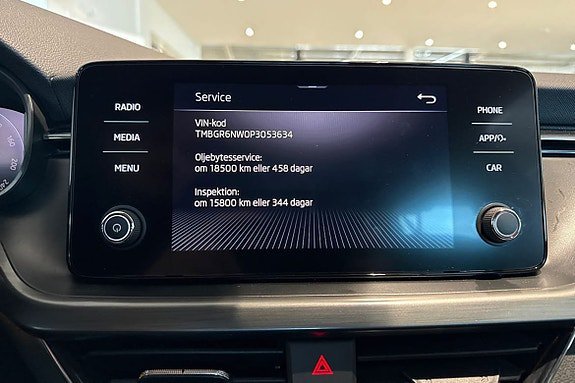 Service
RADIO
MEDIA
MENU
VIN-kod
TMBGR6NW0P3053634
Oljebytesservice:
om 18500 km eller 458 dagar
Inspektion:
om 15800 km eller 344 dagar
PHONE
APP/
CAR
200